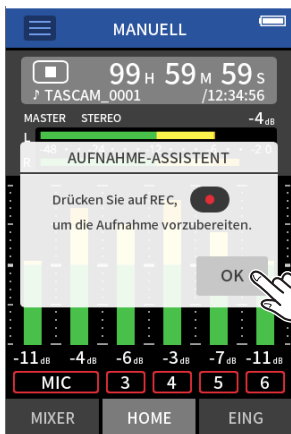 MANUELL
99 H 59 M 59 S
♪ TASCAM_0001 /12:34:56
MASTER STEREO -4 dB
L
R
AUFNAHME-ASSISTENT
Drücken Sie auf REC,
um die Aufnahme vorzubereiten.
OK
-11 dB -4 dB -6 dB -3 dB -7 dB -11 dB
MIC 3 4 5 6
MIXER HOME EING